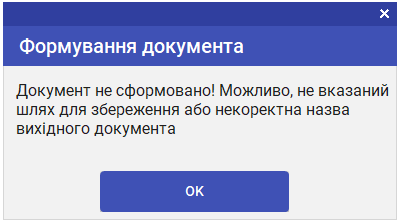 Формування документа
Документ не сформовано! Можливо, не вказаний
шлях для збереження або некоректна назва
вихідного документа
OK